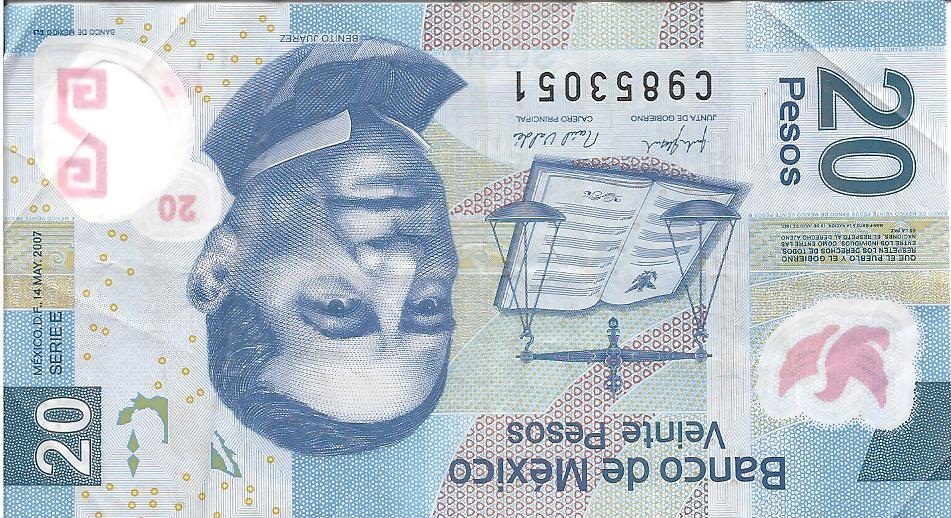 Banco de México
Veinte Pesos
20
QUE EL PUEBLO Y EL GOBIERNO
RESPETEN LOS DERECHOS DE TODOS.
ENTRE LOS INDIVIDUOS, COMO ENTRE LAS
NACIONES, EL RESPETO AL DERECHO AJENO
ES LA PAZ.
20
Pesos
JUNTA DE GOBIERNO
CAJERO PRINCIPAL
C9853051
20
MÉXICO, D.F., 14 MAY. 2007
SERIE E
20
BENITO JUÁREZ
BANCO DE MÉXICO